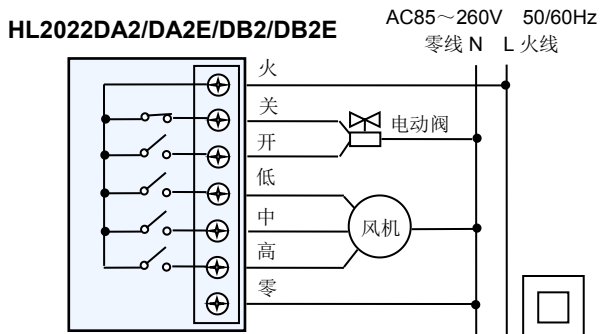 HL2022DA2/DA2E/DB2/DB2E
AC85～260V 50/60Hz
零线 N L 火线
火
关
开
电动阀
低
中
风机
高
零